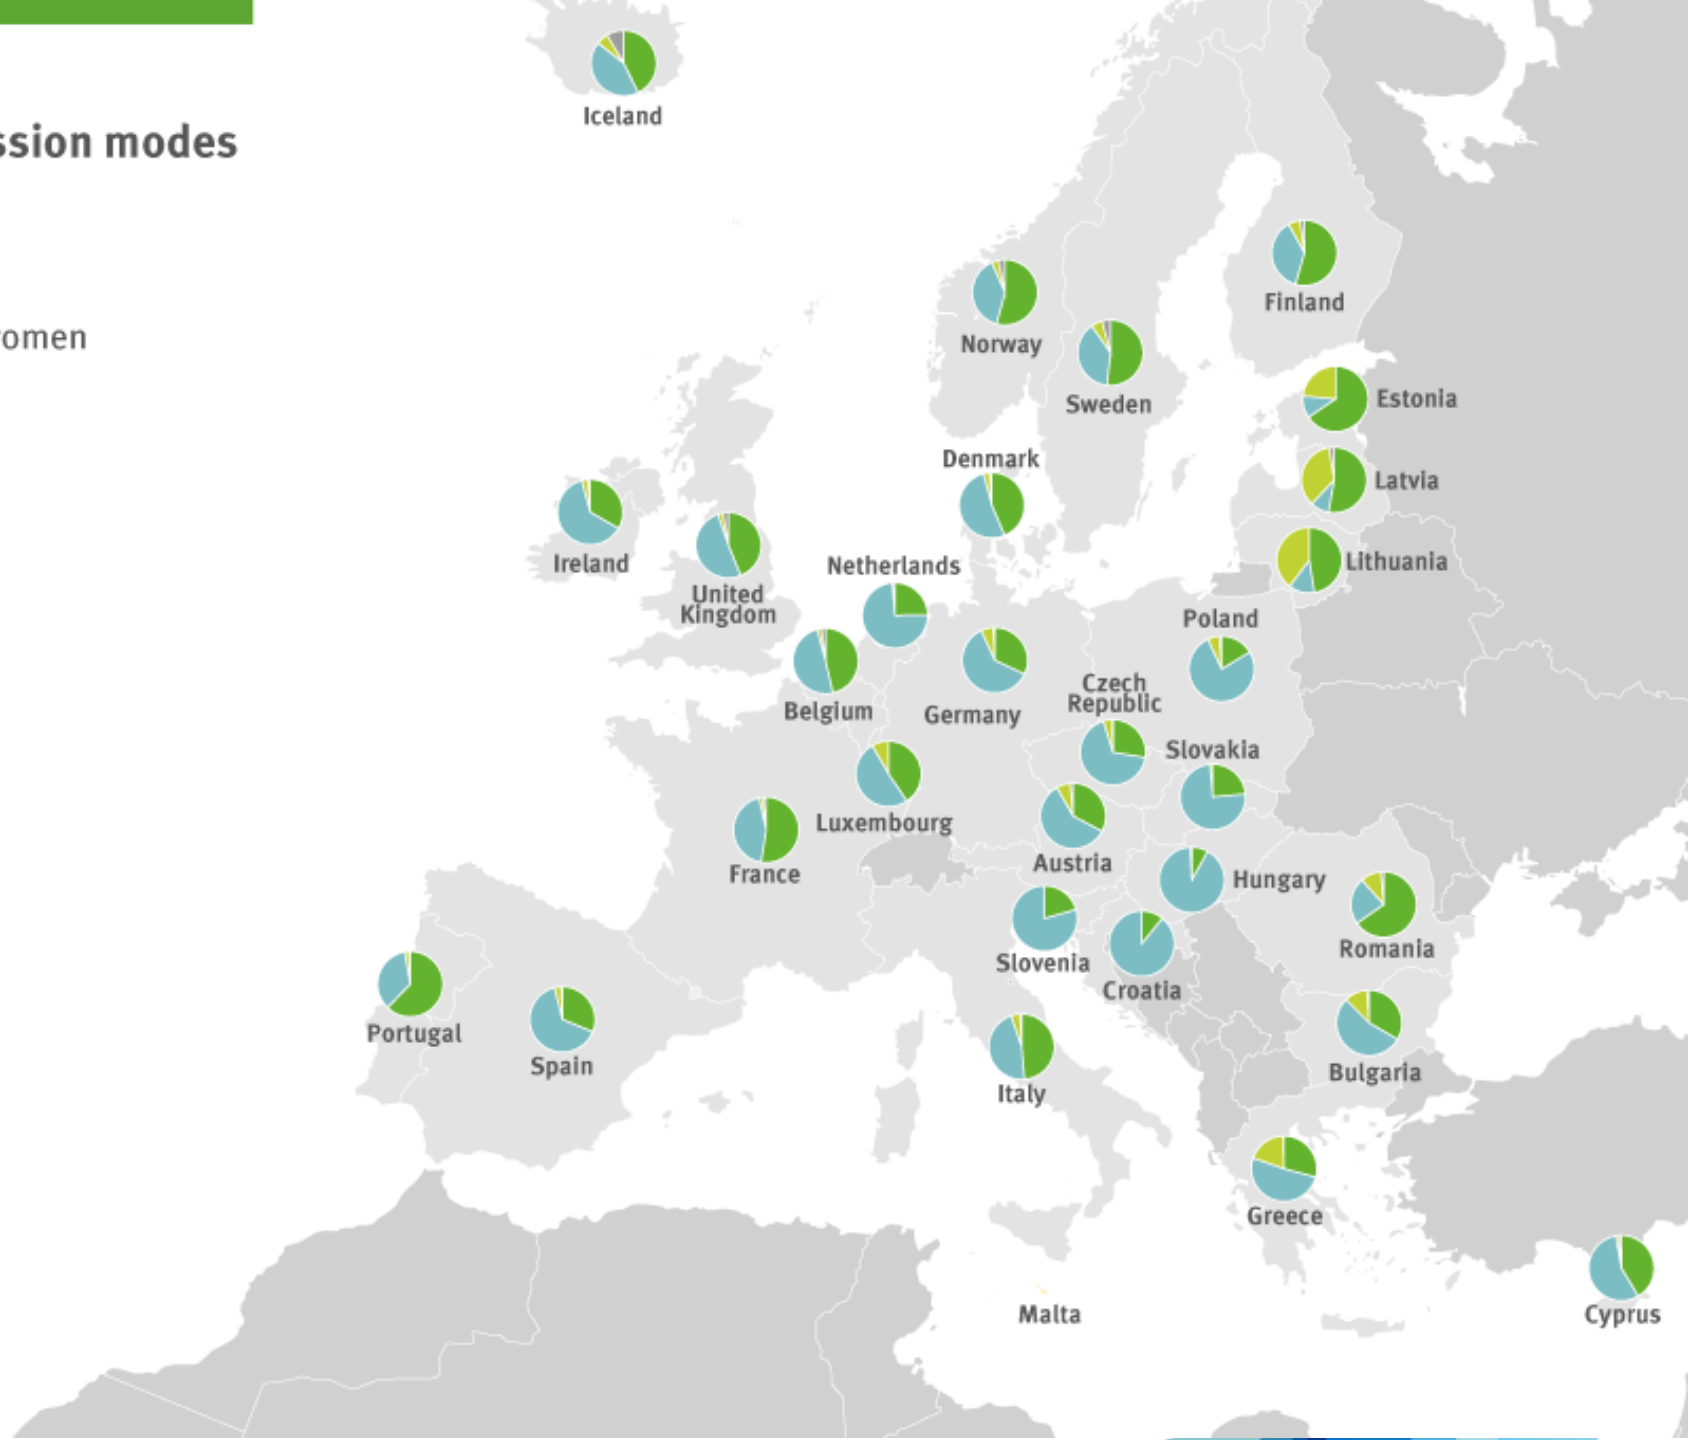 Iceland
ssion modes
omen
Finland
Norway
Sweden
Estonia
Denmark
Latvia
Ireland
Netherlands
Lithuania
United
Kingdom
Poland
Czech
Republic
Belgium
Germany
Slovakia
Luxembourg
France
Austria
Hungary
Romania
Slovenia
Croatia
Portugal
Spain
Italy
Bulgaria
Greece
Malta
Cyprus